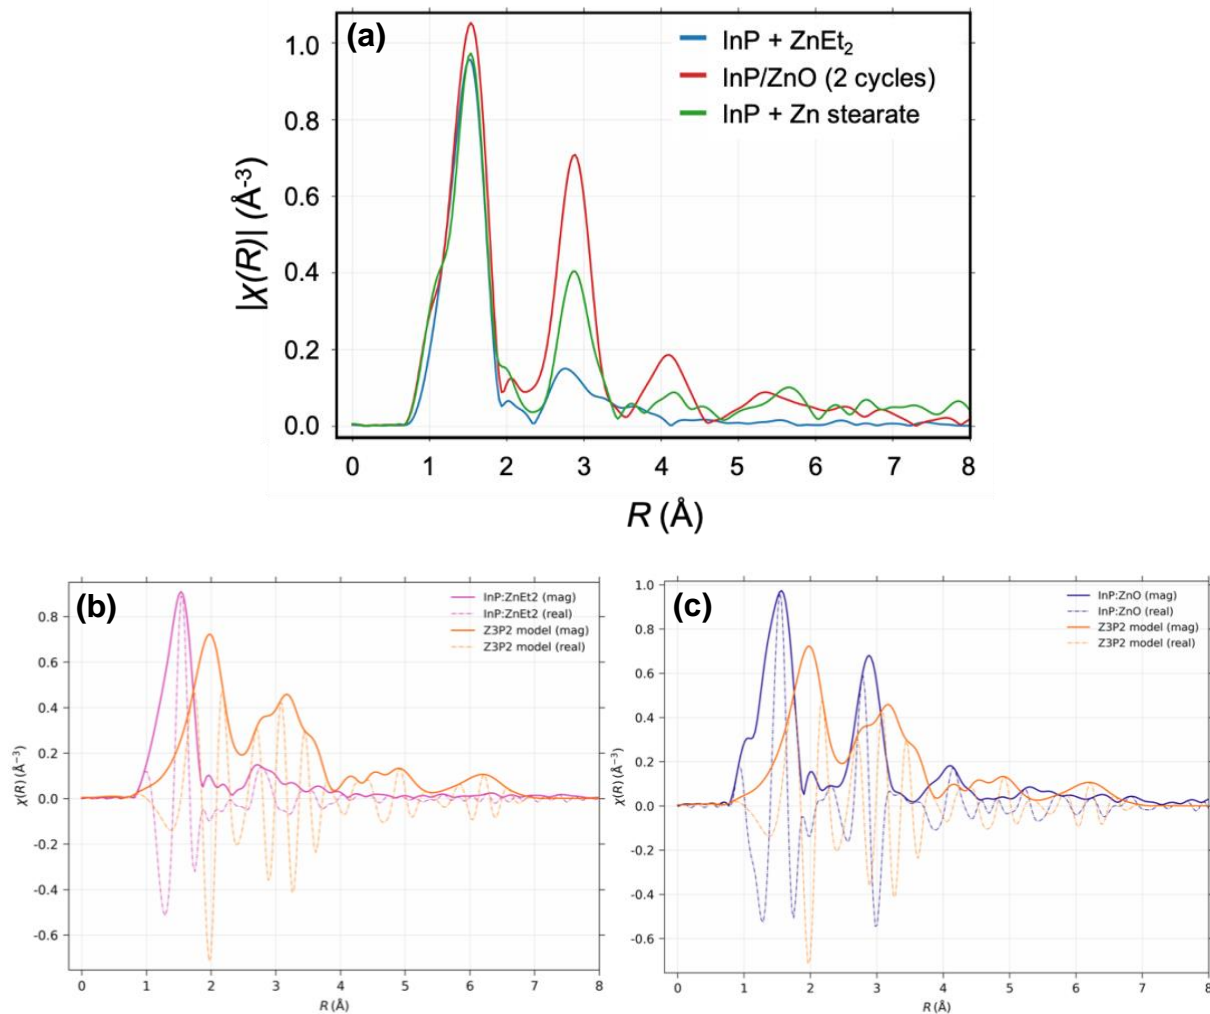 (a)
InP + ZnEt₂
InP/ZnO (2 cycles)
InP + Zn stearate
|χ(R)| (Å⁻³)
1.0
0.8
0.6
0.4
0.2
0.0
0 1 2 3 4 5 6 7 8
R (Å)
(b)
InP:ZnEt2 (mag)
InP:ZnEt2 (real)
Z3P2 model (mag)
Z3P2 model (real)
χ(R) (Å⁻³)
0.8
0.6
0.4
0.2
0.0
-0.2
-0.4
-0.6
0 1 2 3 4 5 6 7 8
R (Å)
(c)
InP:ZnO (mag)
InP:ZnO (real)
Z3P2 model (mag)
Z3P2 model (real)
χ(R) (Å⁻³)
1.0
0.8
0.6
0.4
0.2
0.0
-0.2
-0.4
-0.6
0 1 2 3 4 5 6 7 8
R (Å)